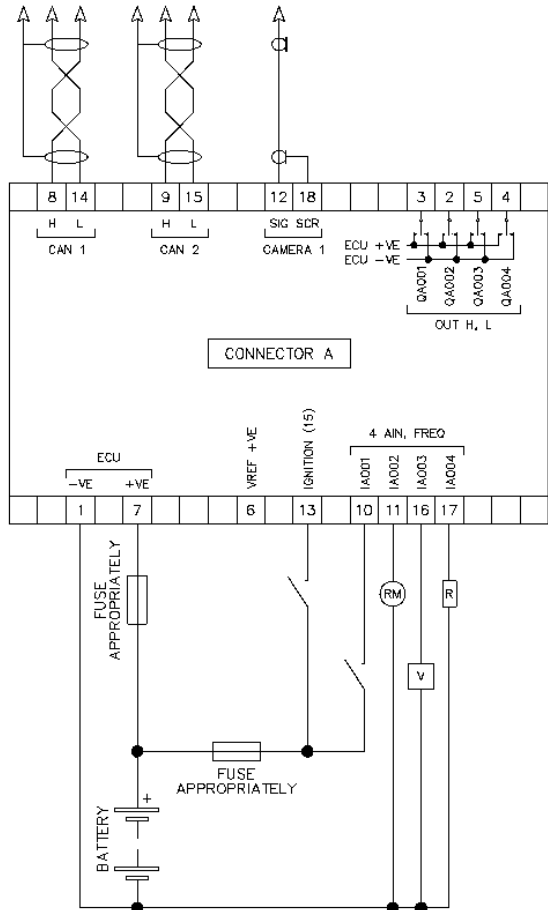 8 14 9 15 12 18 3 2 5 4
H L H L SIG SCR
CAN 1 CAN 2 CAMERA 1
ECU +VE
ECU -VE
QA001
QA002
QA003
QA004
OUT H, L
CONNECTOR A
ECU
-VE +VE
VREF +VE
IGNITION (15)
4 AIN, FREQ
IA001
IA002
IA003
IA004
1 7 6 13 10 11 16 17
FUSE
APPROPRIATELY
RM
R
V
FUSE
APPROPRIATELY
+
BATTERY